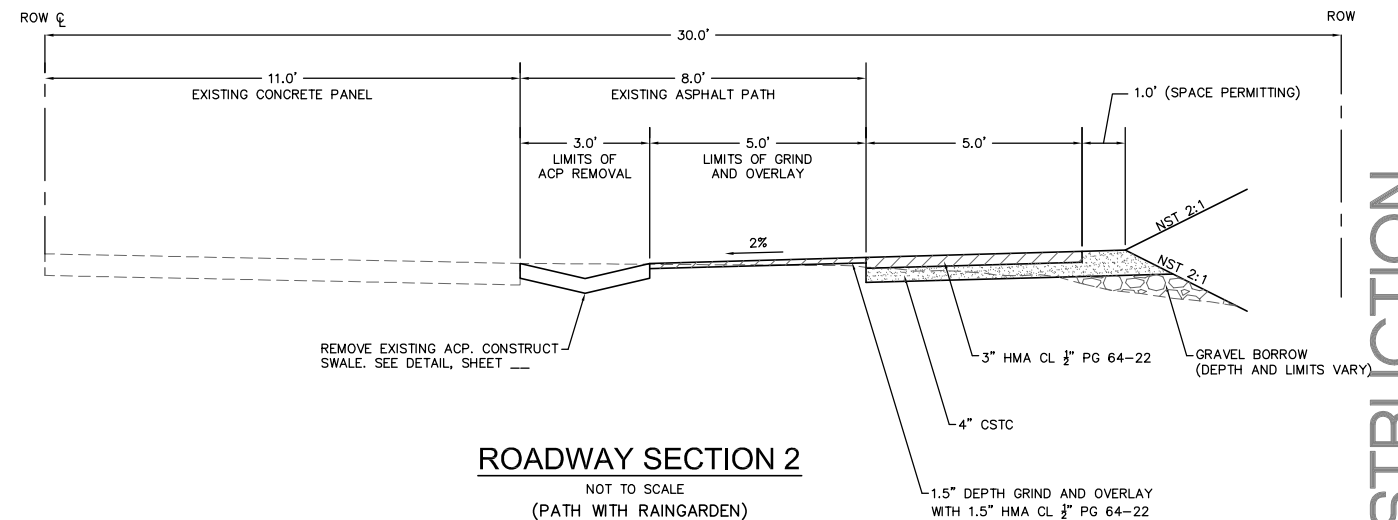 ROW ℄
ROW
30.0'
11.0'
EXISTING CONCRETE PANEL
8.0'
EXISTING ASPHALT PATH
1.0' (SPACE PERMITTING)
3.0'
LIMITS OF
ACP REMOVAL
5.0'
LIMITS OF GRIND
AND OVERLAY
5.0'
NST 2:1
2%
NST 2:1
REMOVE EXISTING ACP. CONSTRUCT
SWALE. SEE DETAIL, SHEET __
3" HMA CL ½" PG 64-22
GRAVEL BORROW
(DEPTH AND LIMITS VARY)
4" CSTC
ROADWAY SECTION 2
NOT TO SCALE
(PATH WITH RAINGARDEN)
1.5" DEPTH GRIND AND OVERLAY
WITH 1.5" HMA CL ½" PG 64-22
STRUCTION